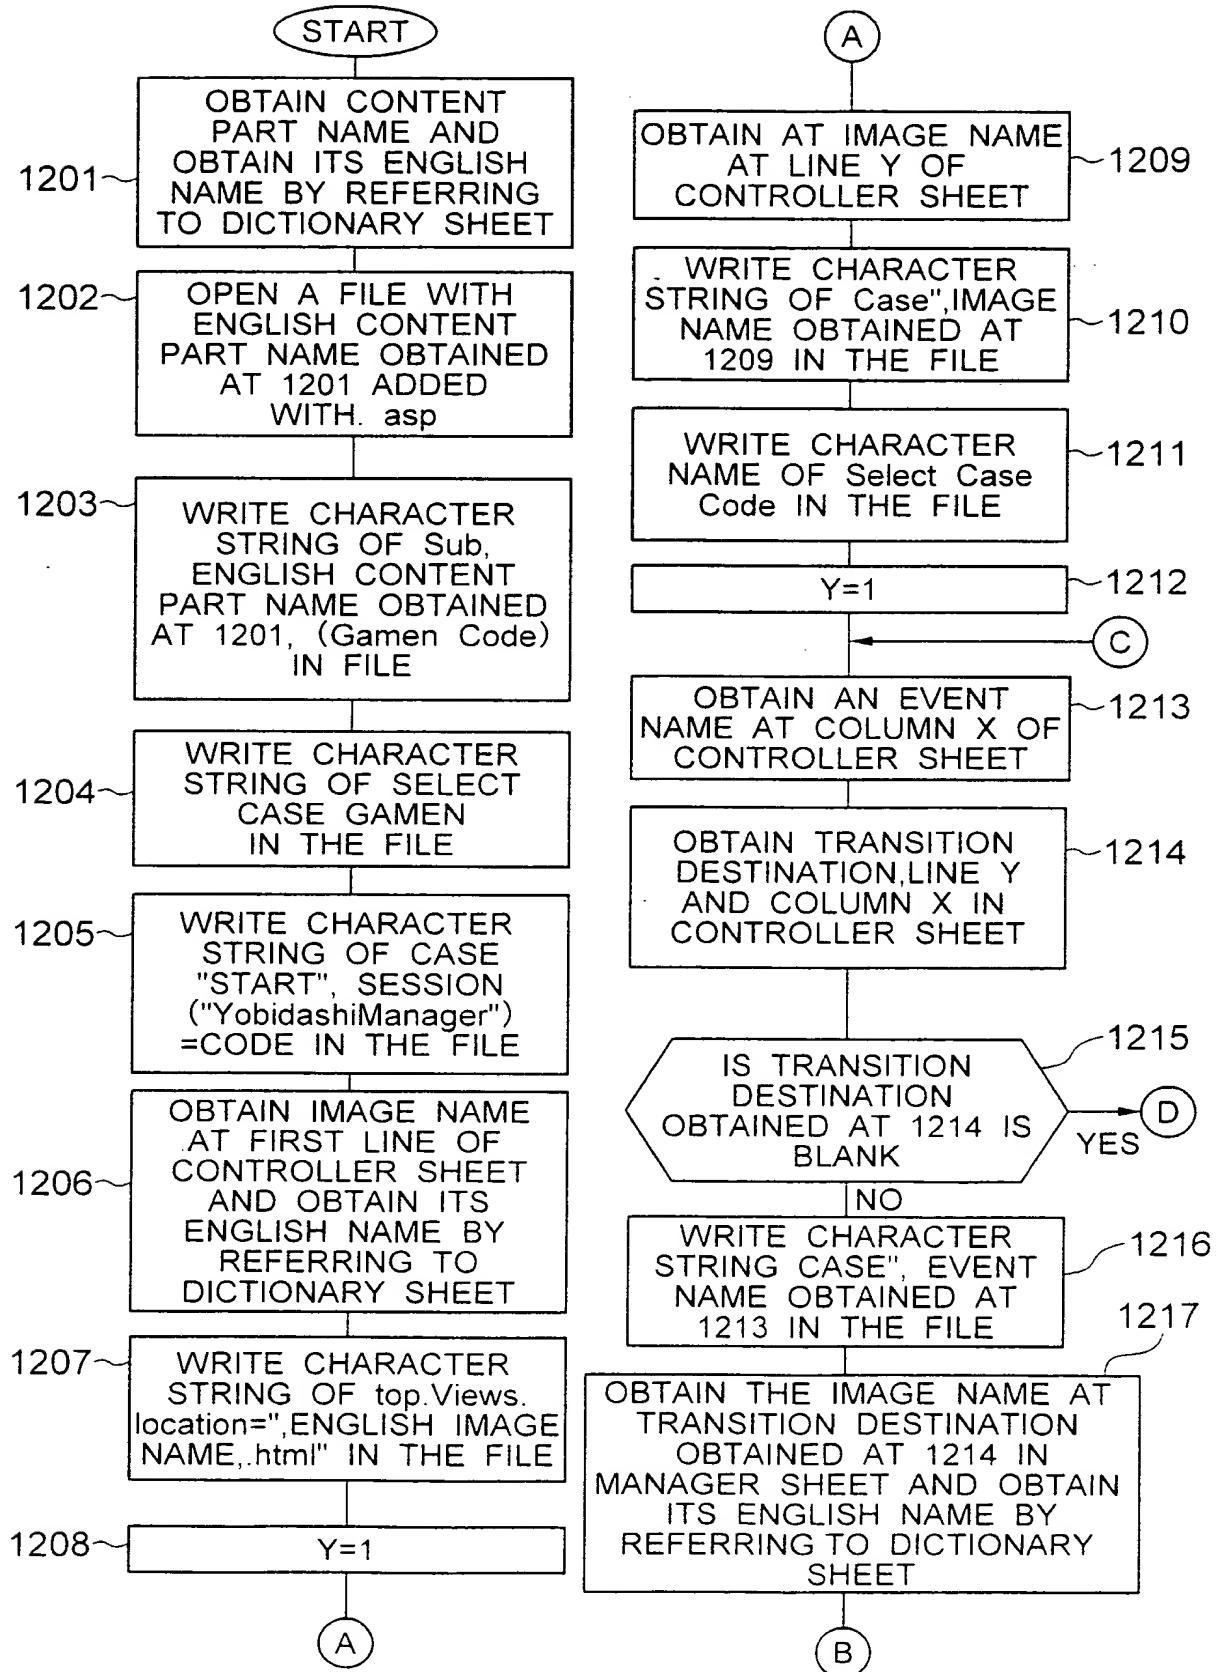 START
1201
OBTAIN CONTENT
PART NAME AND
OBTAIN ITS ENGLISH
NAME BY REFERRING
TO DICTIONARY SHEET
1202
OPEN A FILE WITH
ENGLISH CONTENT
PART NAME OBTAINED
AT 1201 ADDED
WITH. asp
1203
WRITE CHARACTER
STRING OF Sub,
ENGLISH CONTENT
PART NAME OBTAINED
AT 1201, (Gamen Code)
IN FILE
1204
WRITE CHARACTER
STRING OF SELECT
CASE GAMEN
IN THE FILE
1205
WRITE CHARACTER
STRING OF CASE
"START", SESSION
("YobidashiManager")
=CODE IN THE FILE
1206
OBTAIN IMAGE NAME
AT FIRST LINE OF
CONTROLLER SHEET
AND OBTAIN ITS
ENGLISH NAME BY
REFERRING TO
DICTIONARY SHEET
1207
WRITE CHARACTER
STRING OF top.Views.
location=",ENGLISH IMAGE
NAME,.html" IN THE FILE
1208
Y=1
A
A
OBTAIN AT IMAGE NAME
AT LINE Y OF
CONTROLLER SHEET
1209
WRITE CHARACTER
STRING OF Case",IMAGE
NAME OBTAINED AT
1209 IN THE FILE
1210
WRITE CHARACTER
NAME OF Select Case
Code IN THE FILE
1211
Y=1
1212
C
OBTAIN AN EVENT
NAME AT COLUMN X OF
CONTROLLER SHEET
1213
OBTAIN TRANSITION
DESTINATION,LINE Y
AND COLUMN X IN
CONTROLLER SHEET
1214
IS TRANSITION
DESTINATION
OBTAINED AT 1214 IS
BLANK
1215
YES
D
NO
WRITE CHARACTER
STRING CASE", EVENT
NAME OBTAINED AT
1213 IN THE FILE
1216
1217
OBTAIN THE IMAGE NAME AT
TRANSITION DESTINATION
OBTAINED AT 1214 IN
MANAGER SHEET AND OBTAIN
ITS ENGLISH NAME BY
REFERRING TO DICTIONARY
SHEET
B